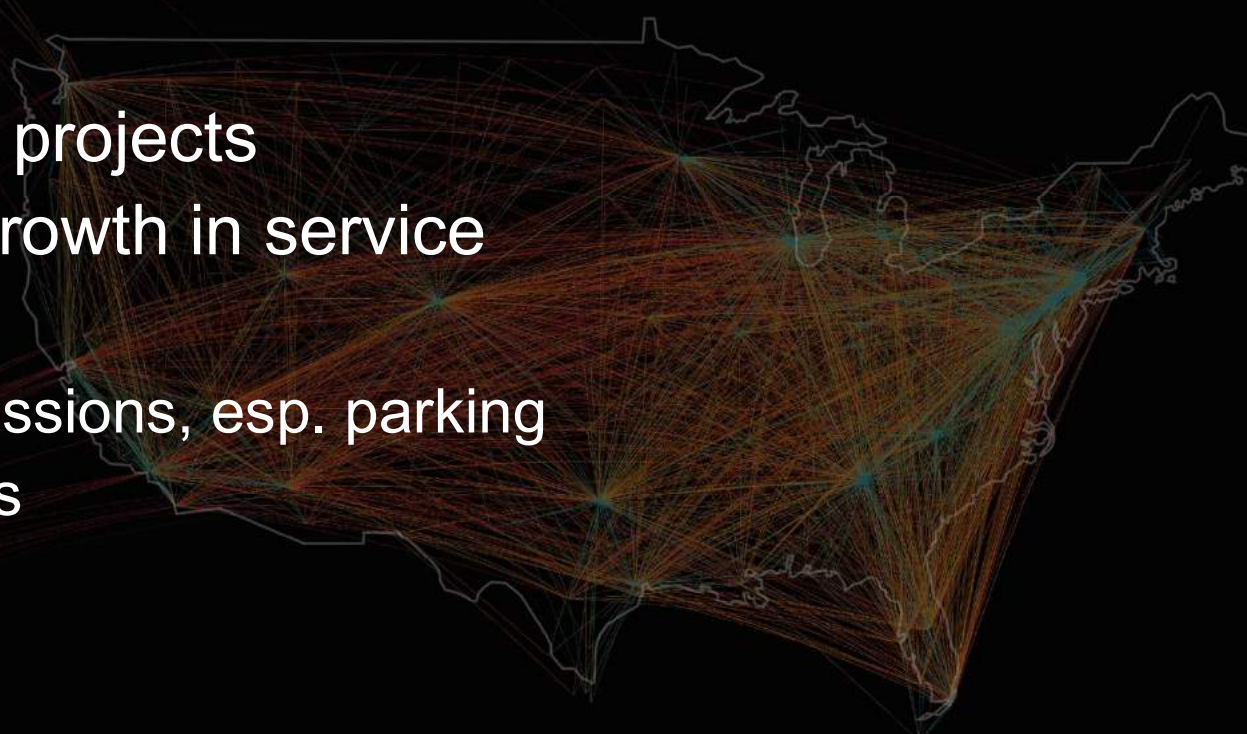 projects
rowth in service
ssions, esp. parking
s